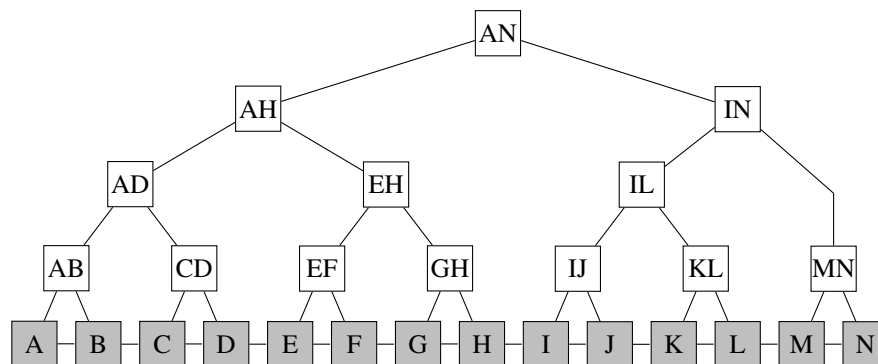 AN
AH IN
AD EH IL
AB CD EF GH IJ KL MN
A B C D E F G H I J K L M N